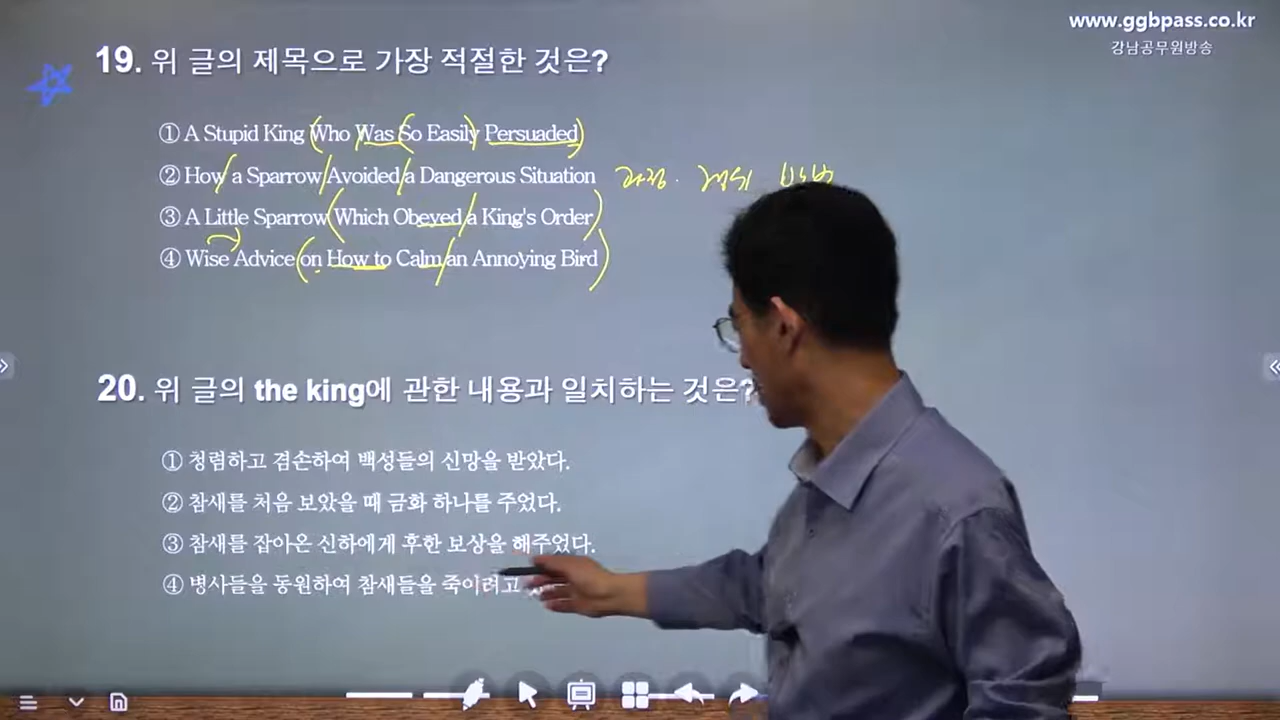 www.ggbpass.co.kr
강남공무원방송
19. 위 글의 제목으로 가장 적절한 것은?
① A Stupid King Who Was So Easily Persuaded
② How a Sparrow Avoided a Dangerous Situation
③ A Little Sparrow Which Obeyed a King's Order
④ Wise Advice on How to Calm an Annoying Bird
20. 위 글의 the king에 관한 내용과 일치하는 것은?
① 청렴하고 겸손하여 백성들의 신망을 받았다.
② 참새를 처음 보았을 때 금화 하나를 주었다.
③ 참새를 잡아온 신하에게 후한 보상을 해주었다.
④ 병사들을 동원하여 참새들을 죽이려고